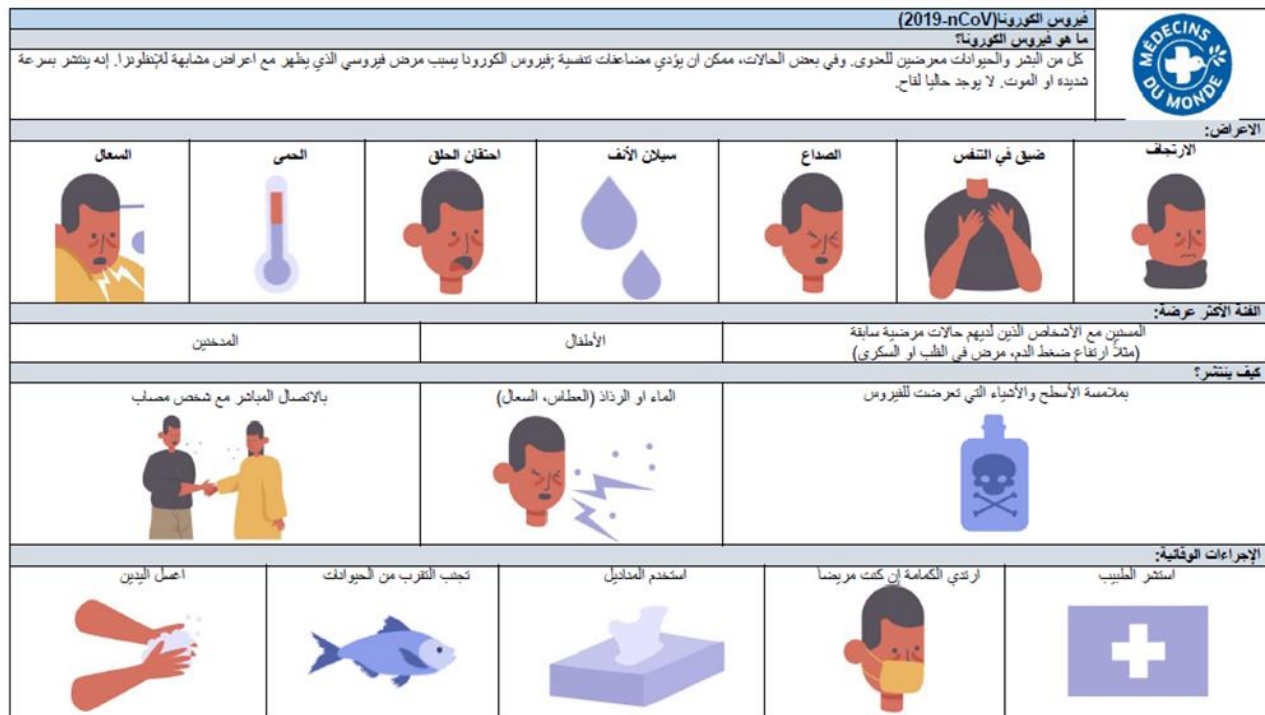 فيروس الكورونا(2019-nCoV)
ما هو فيروس الكورونا؟
كل من البشر والحيوانات معرضين للعدوى. وفي بعض الحالات، ممكن ان يؤدي مضاعفات تنفسية ;فيروس الكورونا يسبب مرض فيروسي الذي يظهر مع اعراض مشابهة للإنفلونزا. إنه ينتشر بسرعة
شديده او الموت. لا يوجد حاليا لقاح.
MÉDECINS
DU MONDE
الاعراض:
الارتجاف
ضيق في التنفس
الصداع
سيلان الأنف
احتقان الحلق
الحمى
السعال
الفئة الأكثر عرضة:
المسنين مع الأشخاص الذين لديهم حالات مرضية سابقة
(مثلاً ارتفاع ضغط الدم، مرض في القلب او السكري)
الأطفال
المدخنين
كيف ينتشر؟
بملامسة الأسطح والأشياء التي تعرضت للفيروس
الماء او الرذاذ (العطاس، السعال)
بالاتصال المباشر مع شخص مصاب
الإجراءات الوقائية:
استشر الطبيب
ارتدي الكمامة إن كنت مريضا
استخدم المناديل
تجنب التقرب من الحيوانات
اغسل اليدين